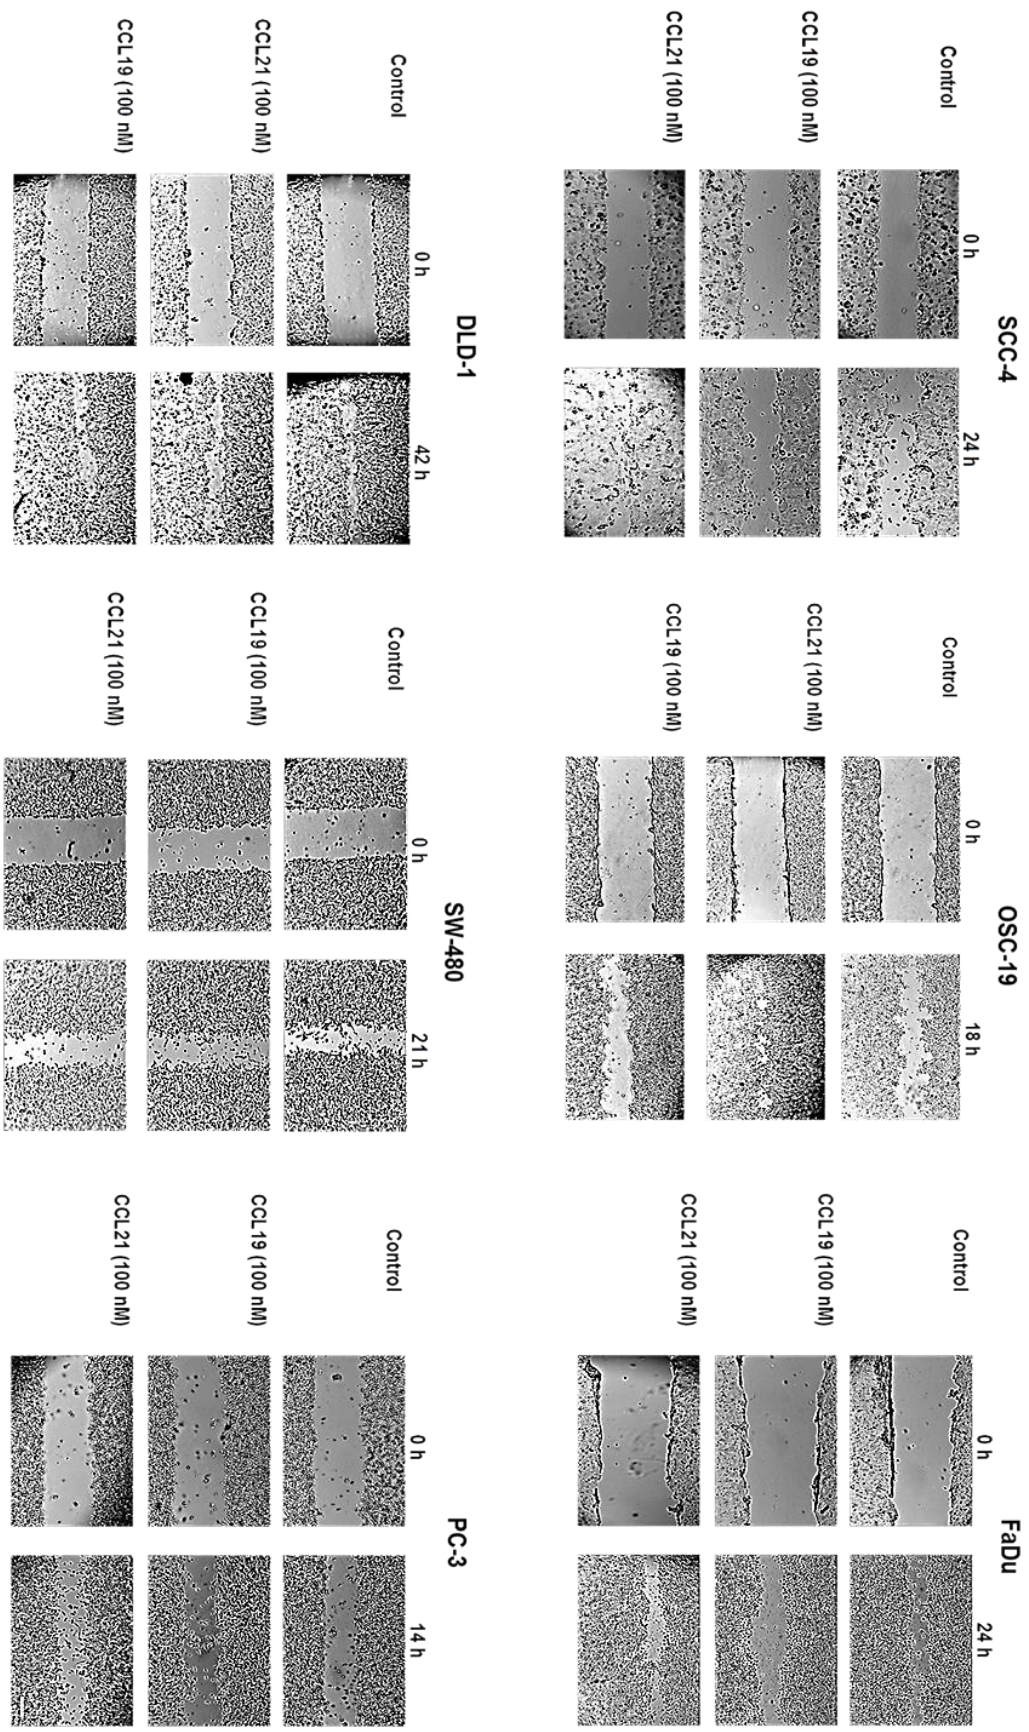 SCC-4
0 h
24 h
Control
CCL19 (100 nM)
CCL21 (100 nM)
OSC-19
0 h
18 h
Control
CCL21 (100 nM)
CCL19 (100 nM)
FaDu
0 h
24 h
Control
CCL19 (100 nM)
CCL21 (100 nM)
DLD-1
0 h
42 h
Control
CCL21 (100 nM)
CCL19 (100 nM)
SW-480
0 h
21 h
Control
CCL19 (100 nM)
CCL21 (100 nM)
PC-3
0 h
14 h
Control
CCL19 (100 nM)
CCL21 (100 nM)